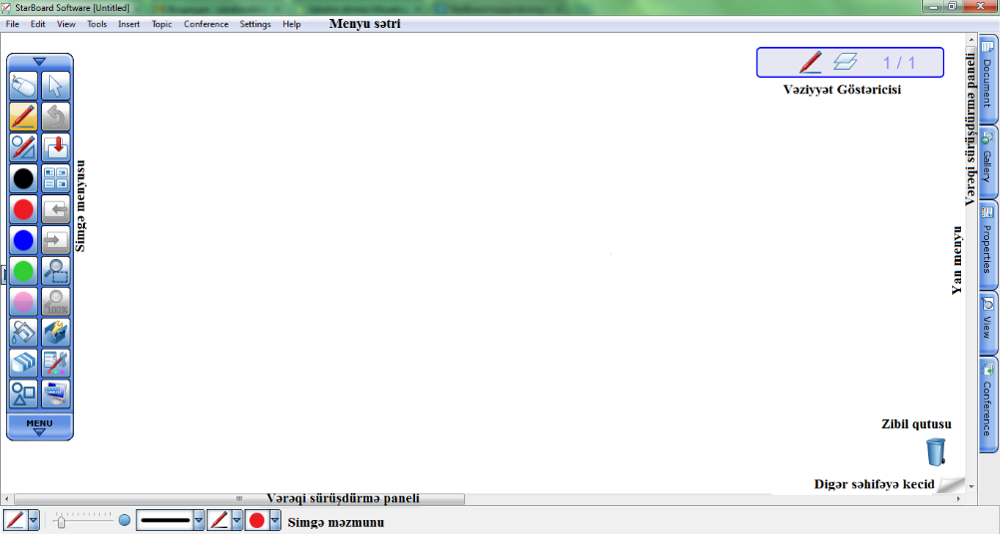 StarBoard Software [Untitled]
File Edit View Tools Insert Topic Conference Settings Help
Menyu sətri
1 / 1
Vəziyyət Göstəricisi
Document
Gallery
Properties
View
Conference
Vərəqi sürüşdürmə paneli
Yan menyu
Simgə menyusu
100%
MENU
Zibil qutusu
Digər səhifəyə kecid
Vərəqi sürüşdürmə paneli
Simgə məzmunu